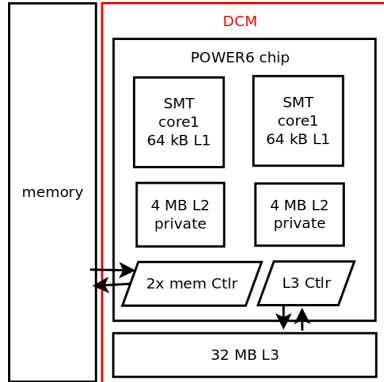 DCM
POWER6 chip
SMT
core1
64 kB L1
SMT
core1
64 kB L1
memory
4 MB L2
private
4 MB L2
private
2x mem Ctlr
L3 Ctlr
32 MB L3